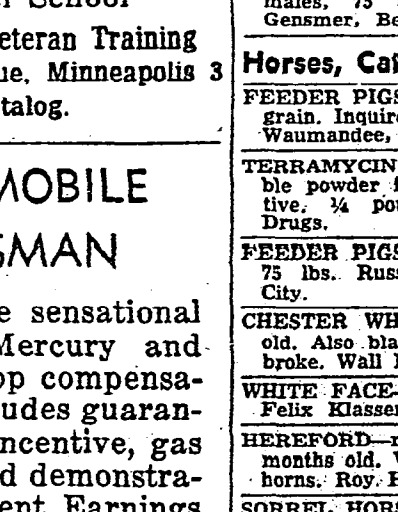 School
eteran Training
ue, Minneapolis 3
talog.
MOBILE
SMAN
e sensational
Mercury and
op compensa-
udes guaran-
ncentive, gas
d demonstra-
ent. Earnings
males, 75
Gensmer, Be
Horses, Cat
FEEDER PIGS
grain. Inquire
Waumandee,
TERRAMYCIN
ble powder f
tive. ¼ po
Drugs.
FEEDER PIGS
75 lbs. Russ
City.
CHESTER WH
old. Also bla
broke. Wall
WHITE FACE—
Felix Klasse
HEREFORD—
months old.
horns. Roy.
SORREL HORS